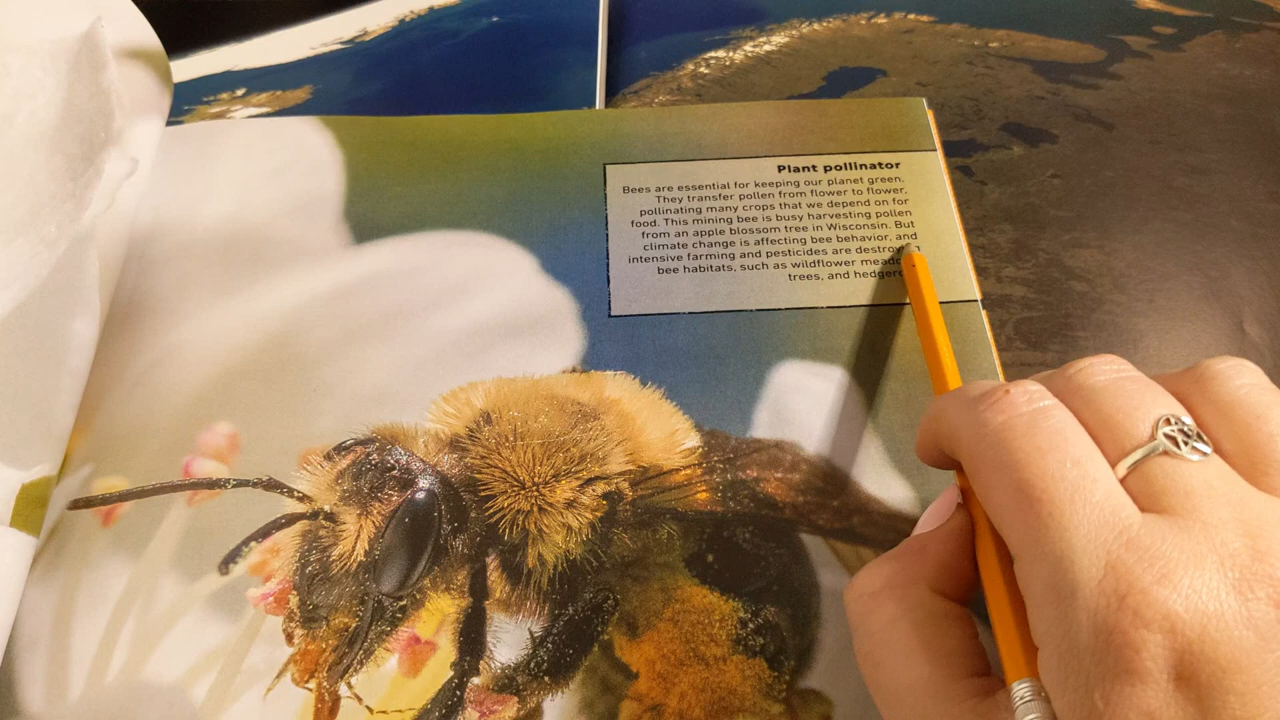 Plant pollinator
Bees are essential for keeping our planet green.
They transfer pollen from flower to flower,
pollinating many crops that we depend on for
food. This mining bee is busy harvesting pollen
from an apple blossom tree in Wisconsin. But
climate change is affecting bee behavior, and
intensive farming and pesticides are
bee habitats, such as wildflower
trees, and